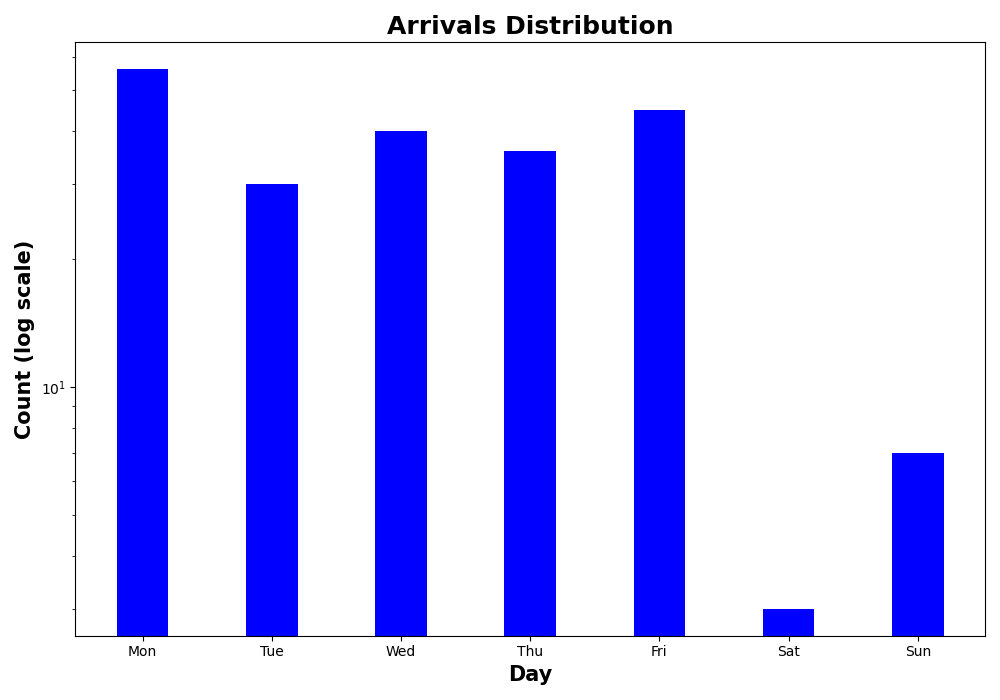 Arrivals Distribution
Count (log scale)
10¹
Mon Tue Wed Thu Fri Sat Sun
Day